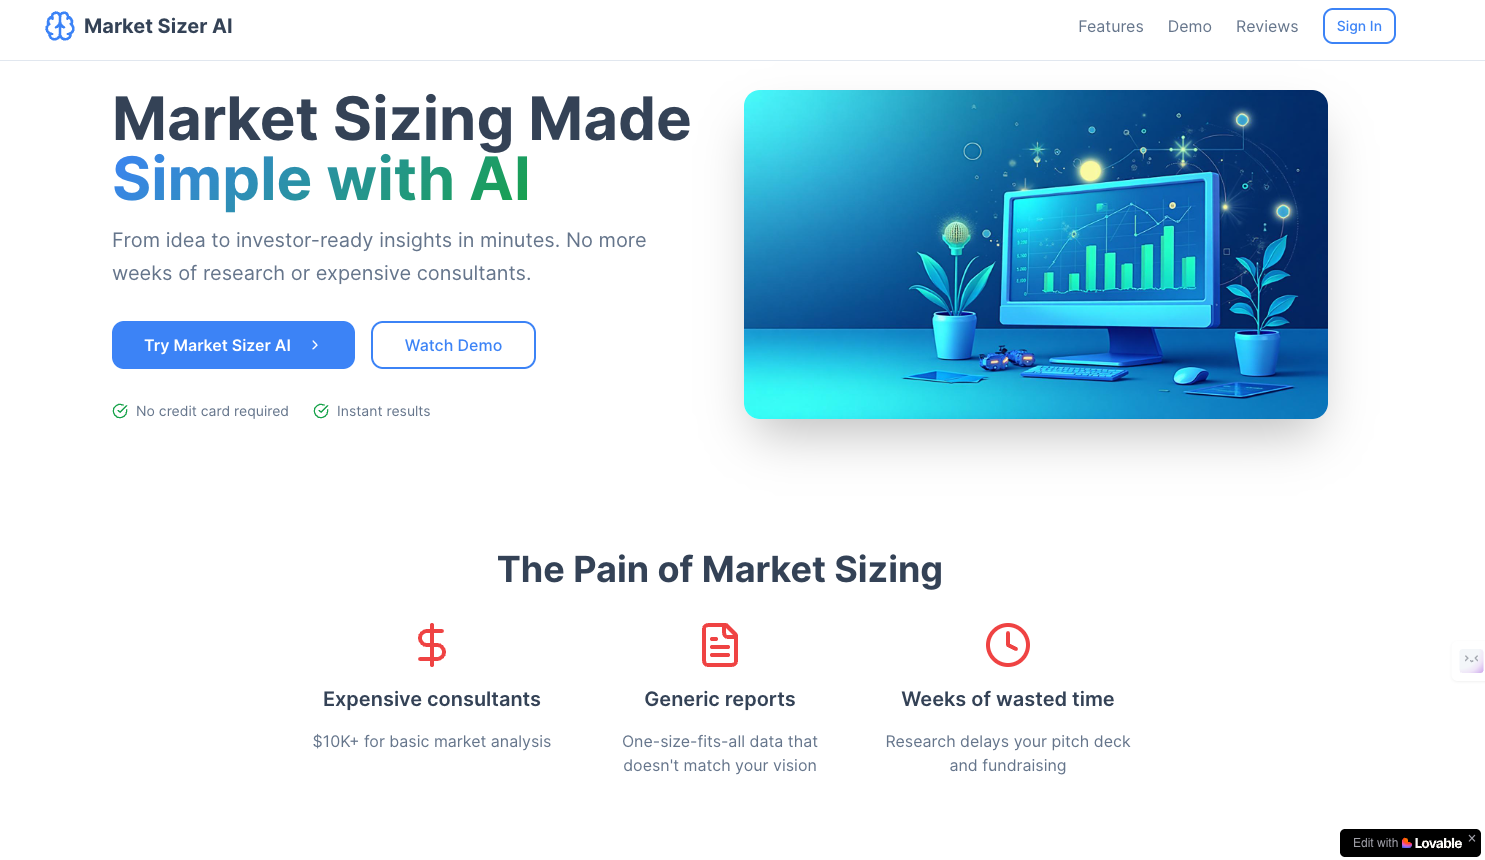 Market Sizer AI
Features
Demo
Reviews
Sign In
Market Sizing Made
Simple with AI
From idea to investor-ready insights in minutes. No more
weeks of research or expensive consultants.
Try Market Sizer AI
Watch Demo
No credit card required
Instant results
The Pain of Market Sizing
Expensive consultants
$10K+ for basic market analysis
Generic reports
One-size-fits-all data that
doesn't match your vision
Weeks of wasted time
Research delays your pitch deck
and fundraising
Edit with Lovable